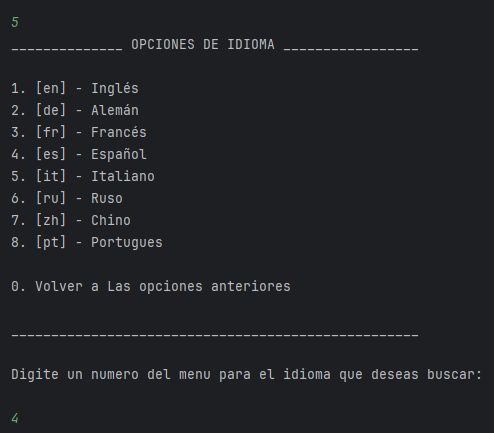 5
______________ OPCIONES DE IDIOMA _________________
1. [en] - Inglés
2. [de] - Alemán
3. [fr] - Francés
4. [es] - Español
5. [it] - Italiano
6. [ru] - Ruso
7. [zh] - Chino
8. [pt] - Portugues
0. Volver a Las opciones anteriores
___________________________________________________
Digite un numero del menu para el idioma que deseas buscar:
4